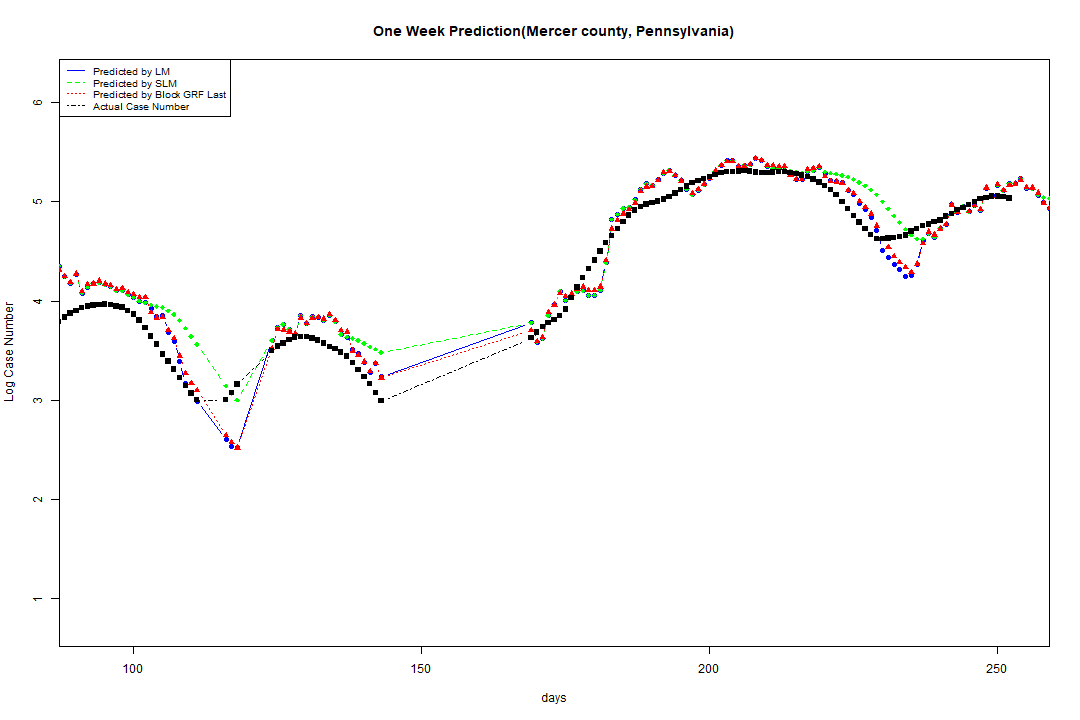 One Week Prediction(Mercer county, Pennsylvania)
Predicted by LM
Predicted by SLM
Predicted by Block GRF Last
Actual Case Number
6
5
4
3
2
1
Log Case Number
100 150 200 250
days